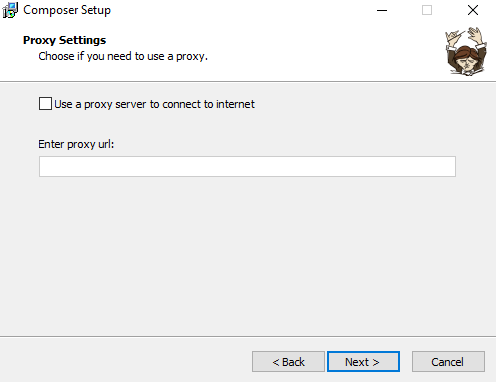 Composer Setup
Proxy Settings
Choose if you need to use a proxy.
Use a proxy server to connect to internet
Enter proxy url:
< Back
Next >
Cancel